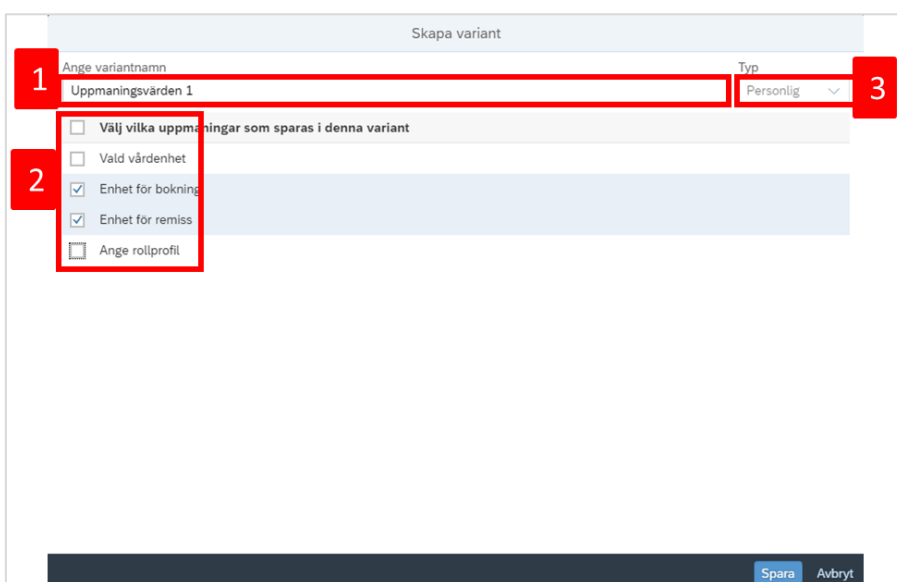 Skapa variant
1
Ange variantnamn
Typ
Uppmaningsvärden 1
Personlig
3
Välj vilka uppmaningar som sparas i denna variant
2
Vald vårdenhet
Enhet för bokning
Enhet för remiss
Ange rollprofil
Spara Avbryt